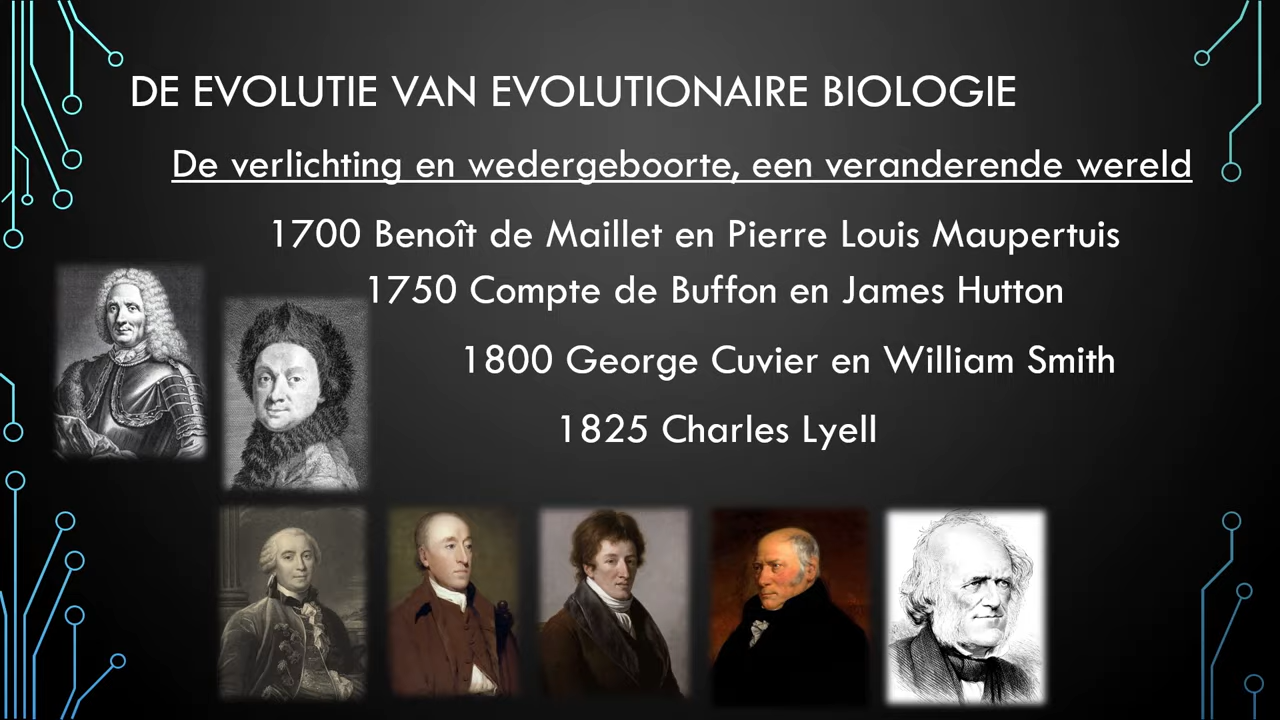 DE EVOLUTIE VAN EVOLUTIONAIRE BIOLOGIE
De verlichting en wedergeboorte, een veranderende wereld
1700 Benoît de Maillet en Pierre Louis Maupertuis
1750 Compte de Buffon en James Hutton
1800 George Cuvier en William Smith
1825 Charles Lyell